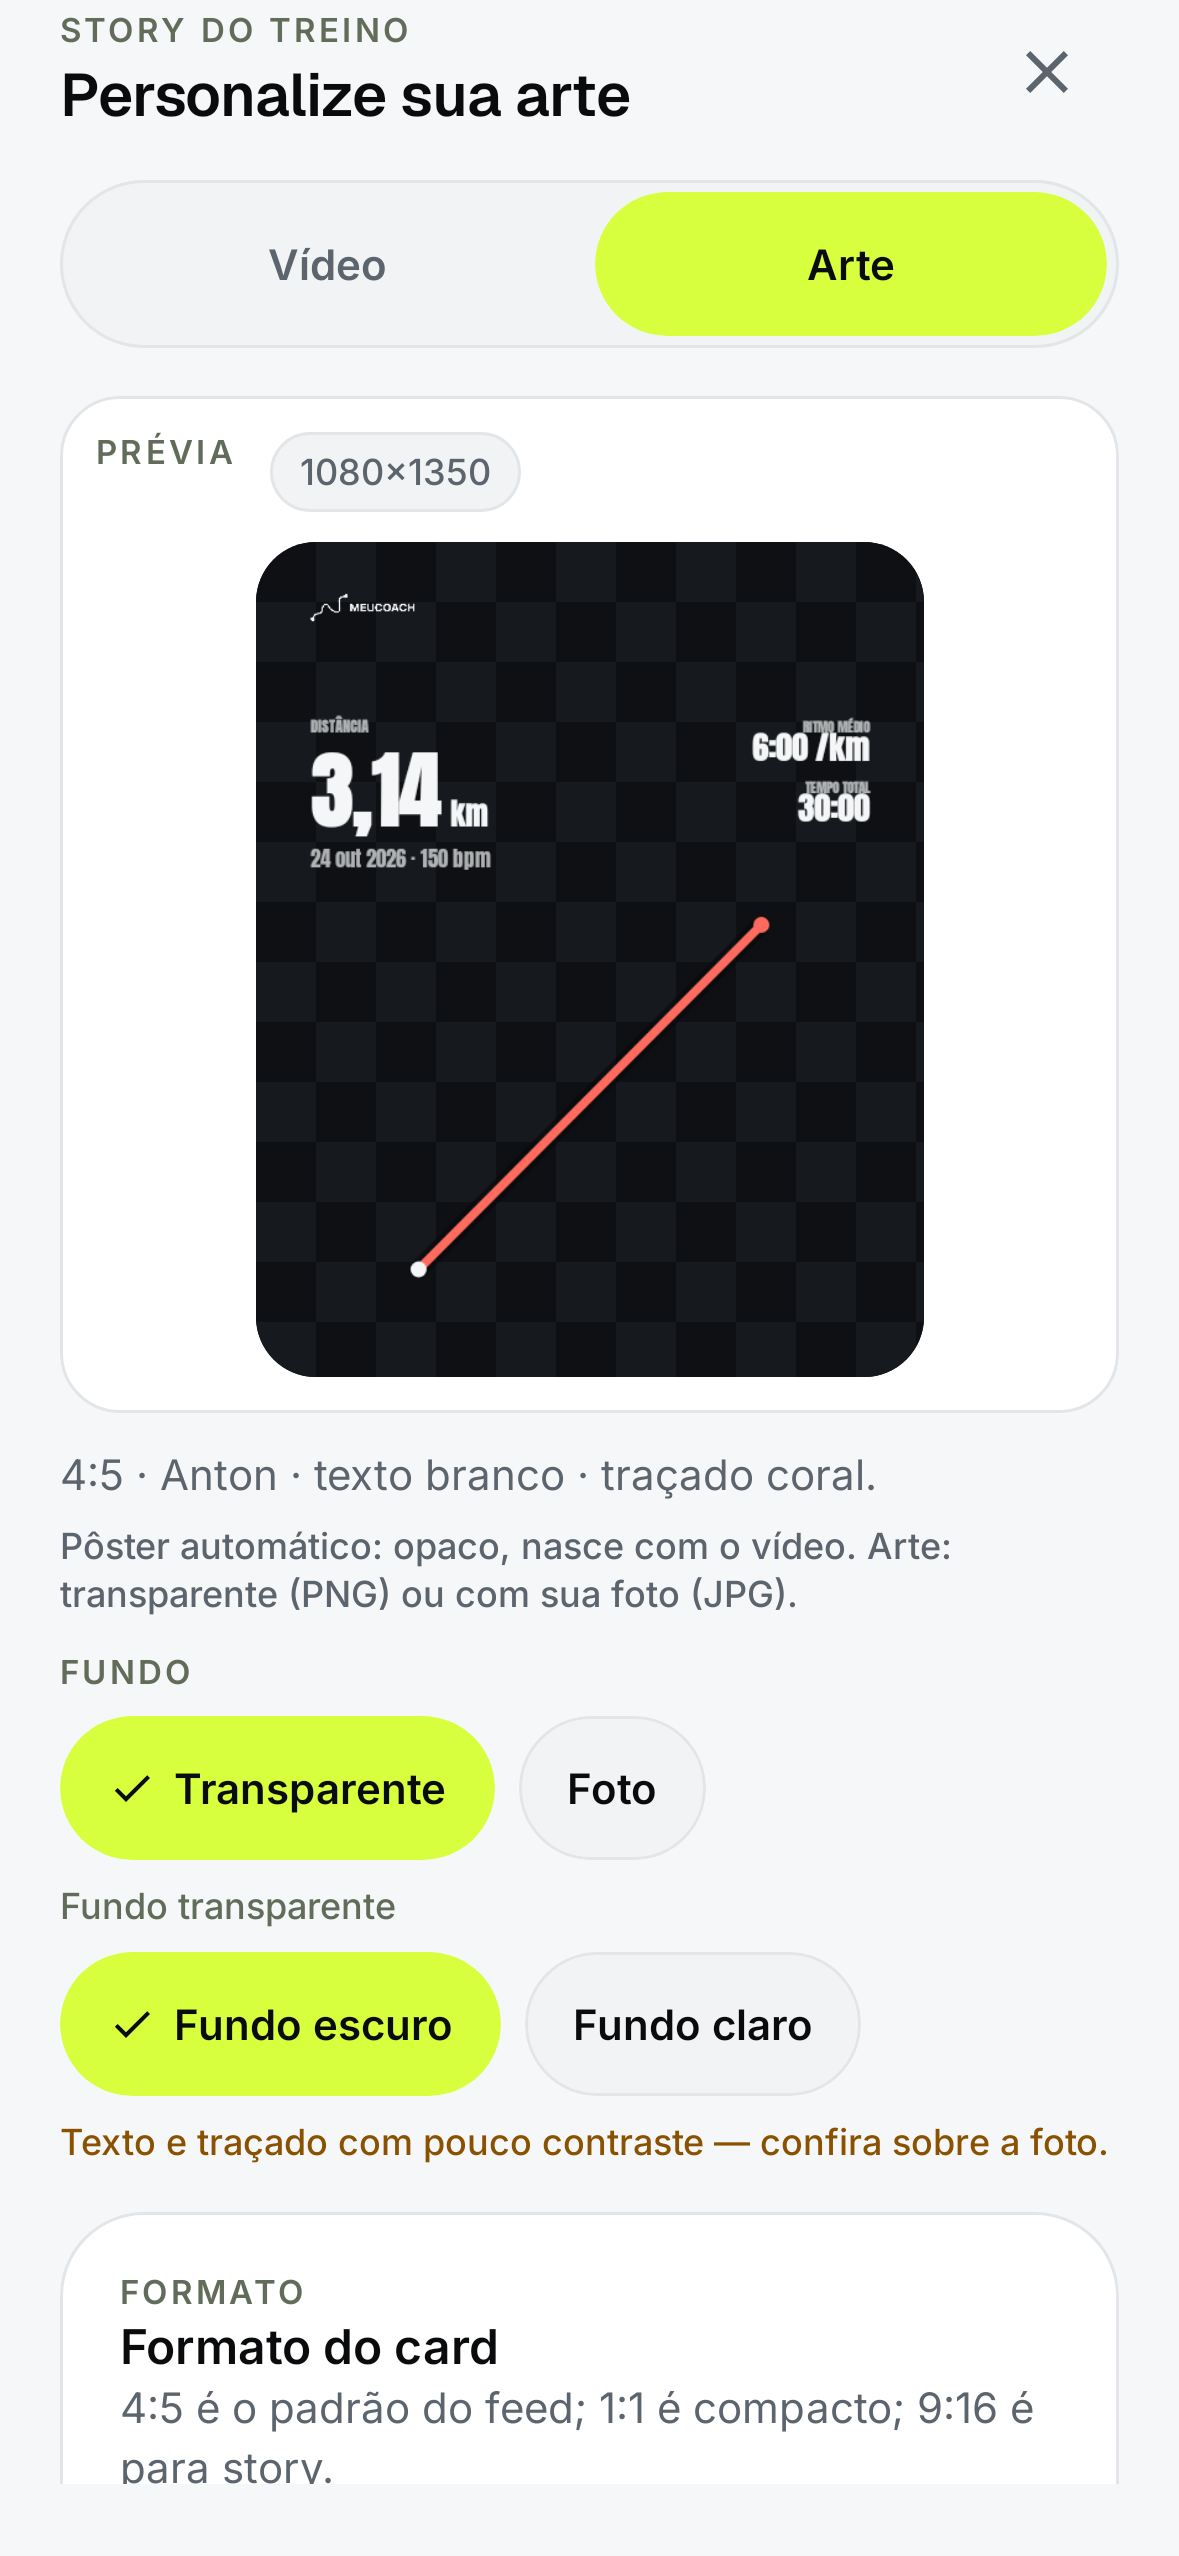 STORY DO TREINO
Personalize sua arte
Vídeo
Arte
PRÉVIA
1080×1350
MEUCOACH
DISTÂNCIA
3,14 km
24 out 2026 · 150 bpm
RITMO MÉDIO
6:00 /km
TEMPO TOTAL
30:00
4:5 · Anton · texto branco · traçado coral.
Pôster automático: opaco, nasce com o vídeo. Arte:
transparente (PNG) ou com sua foto (JPG).
FUNDO
Transparente
Foto
Fundo transparente
Fundo escuro
Fundo claro
Texto e traçado com pouco contraste — confira sobre a foto.
FORMATO
Formato do card
4:5 é o padrão do feed; 1:1 é compacto; 9:16 é
para story.